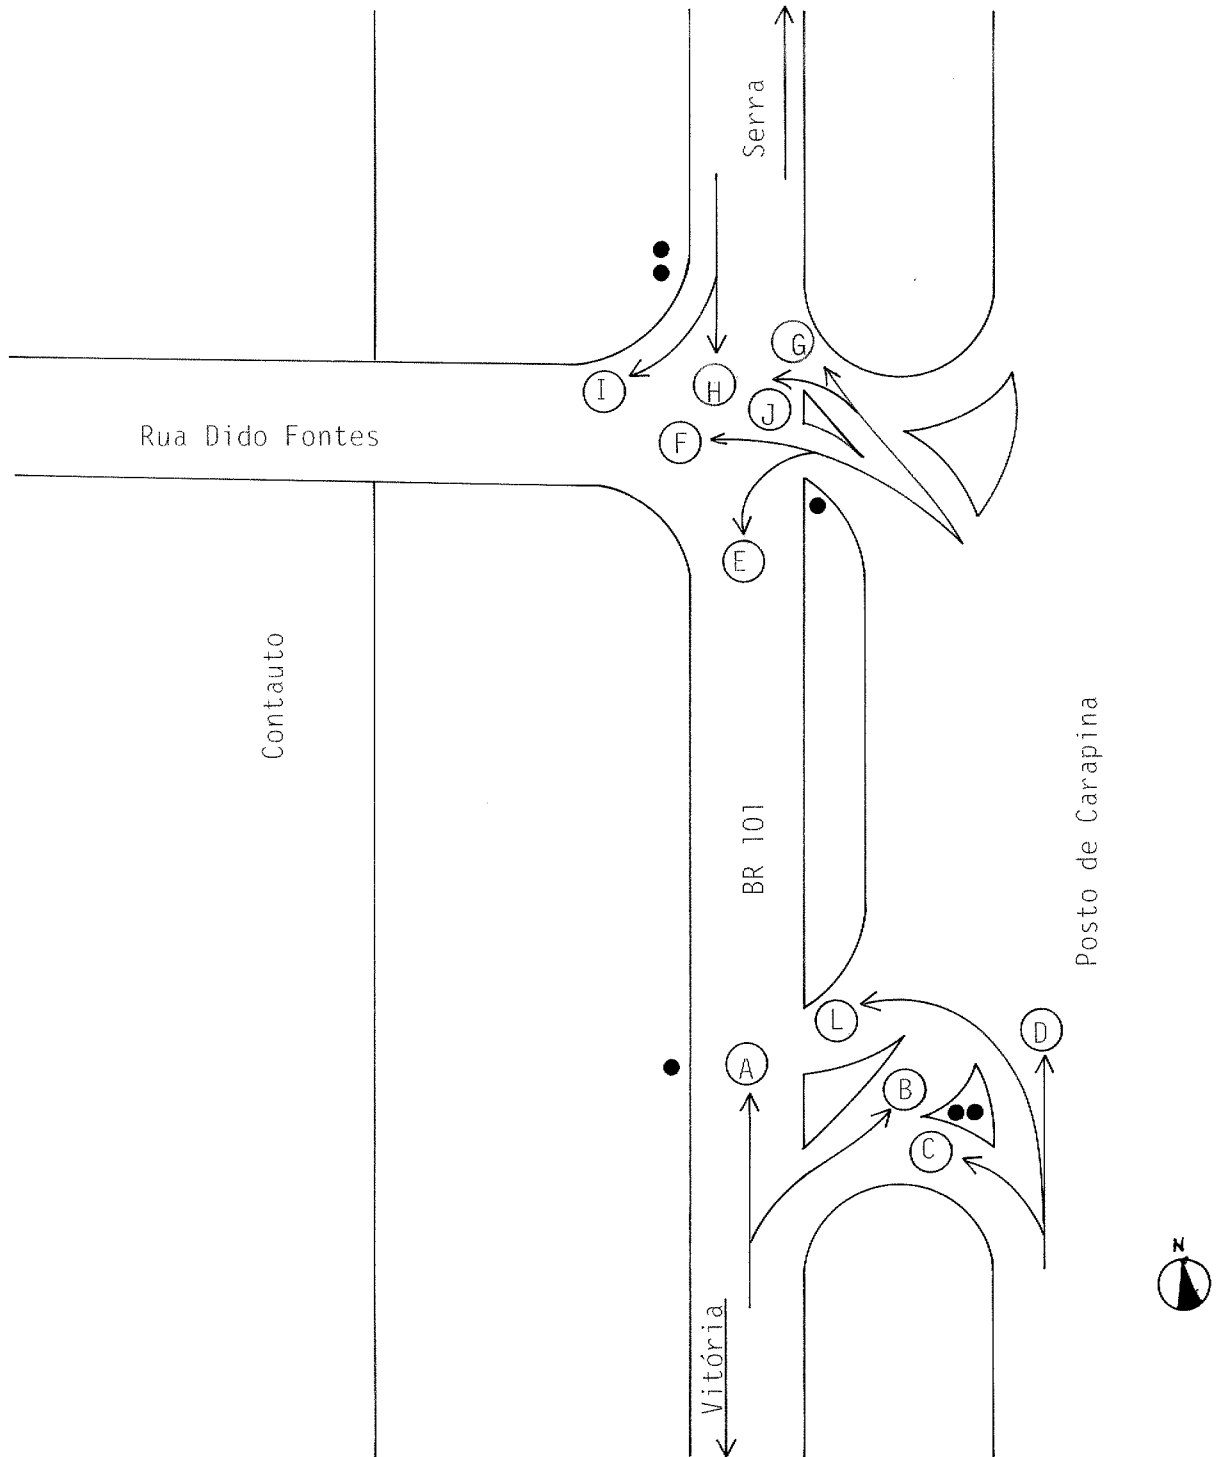 Serra
G
I
H
J
Rua Dido Fontes
F
E
Contauto
Posto de Carapina
BR 101
L
D
A
B
C
N
Vitória